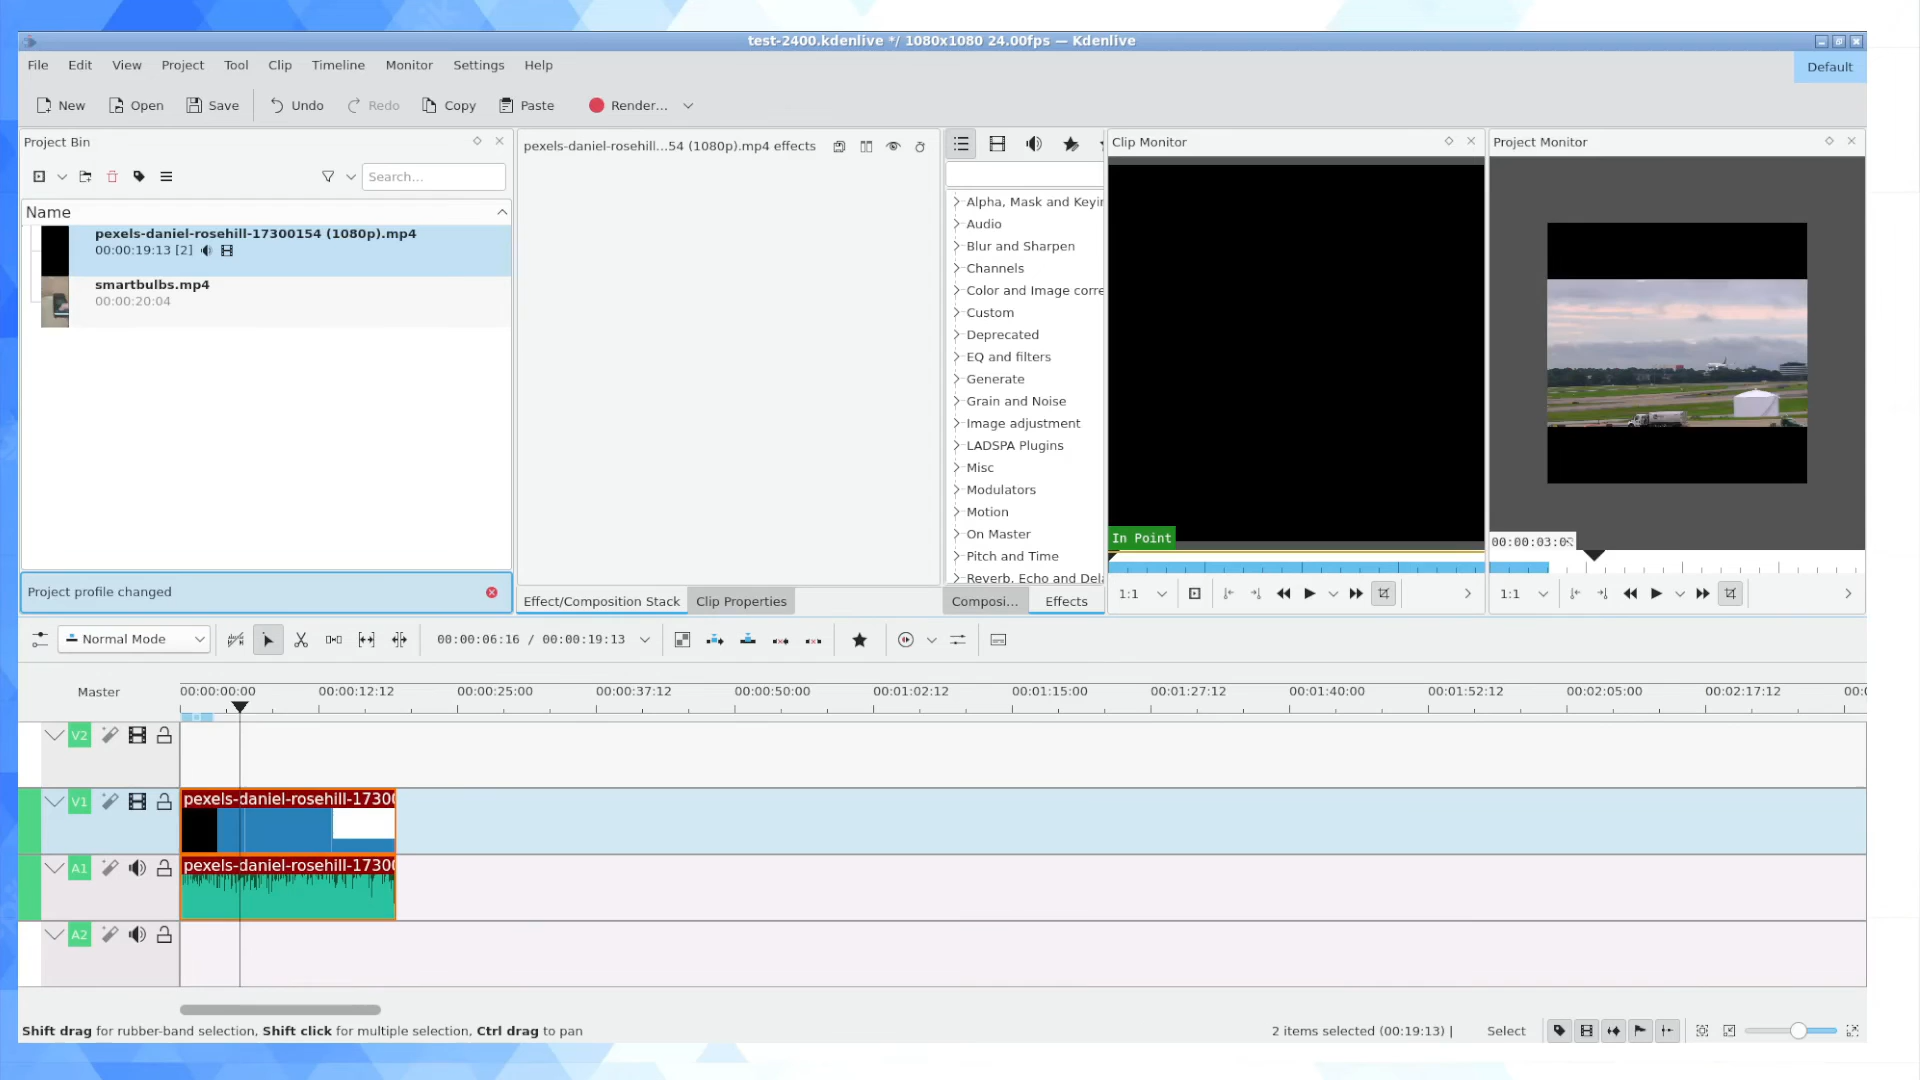 test-2400.kdenlive */ 1080x1080 24.00fps — Kdenlive
File Edit View Project Tool Clip Timeline Monitor Settings Help
Default
New Open Save Undo Redo Copy Paste Render...
Project Bin
Search...
Name
pexels-daniel-rosehill-17300154 (1080p).mp4
00:00:19:13 [2]
smartbulbs.mp4
00:00:20:04
Project profile changed
pexels-daniel-rosehill...54 (1080p).mp4 effects
Effect/Composition Stack Clip Properties
Alpha, Mask and Keyin
Audio
Blur and Sharpen
Channels
Color and Image corre
Custom
Deprecated
EQ and filters
Generate
Grain and Noise
Image adjustment
LADSPA Plugins
Misc
Modulators
Motion
On Master
Pitch and Time
Reverb, Echo and Dela
Composi... Effects
Clip Monitor
In Point
1:1
Project Monitor
1:1
Normal Mode
00:00:06:16 / 00:00:19:13
Master
00:00:00:00 00:00:12:12 00:00:25:00 00:00:37:12 00:00:50:00 00:01:02:12 00:01:15:00 00:01:27:12 00:01:40:00 00:01:52:12 00:02:05:00 00:02:17:12
V2
V1
pexels-daniel-rosehill-1730
A1
pexels-daniel-rosehill-1730
A2
Shift drag for rubber-band selection, Shift click for multiple selection, Ctrl drag to pan
2 items selected (00:19:13) |
Select